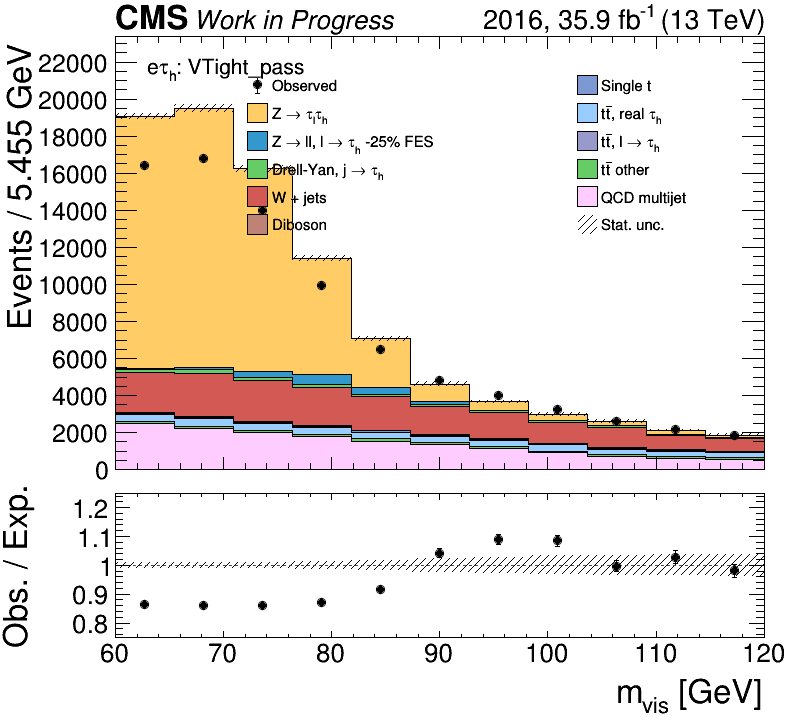 CMS Work in Progress 2016, 35.9 fb⁻¹ (13 TeV)
Events / 5.455 GeV
eτh: VTight_pass
Observed
Z → τlτh
Z → ll, l → τh -25% FES
Drell-Yan, j → τh
W + jets
Diboson
Single t
tt̄, real τh
tt̄, l → τh
tt̄ other
QCD multijet
Stat. unc.
22000
20000
18000
16000
14000
12000
10000
8000
6000
4000
2000
0
Obs. / Exp.
1.2
1.1
1
0.9
0.8
60 70 80 90 100 110 120
mvis [GeV]